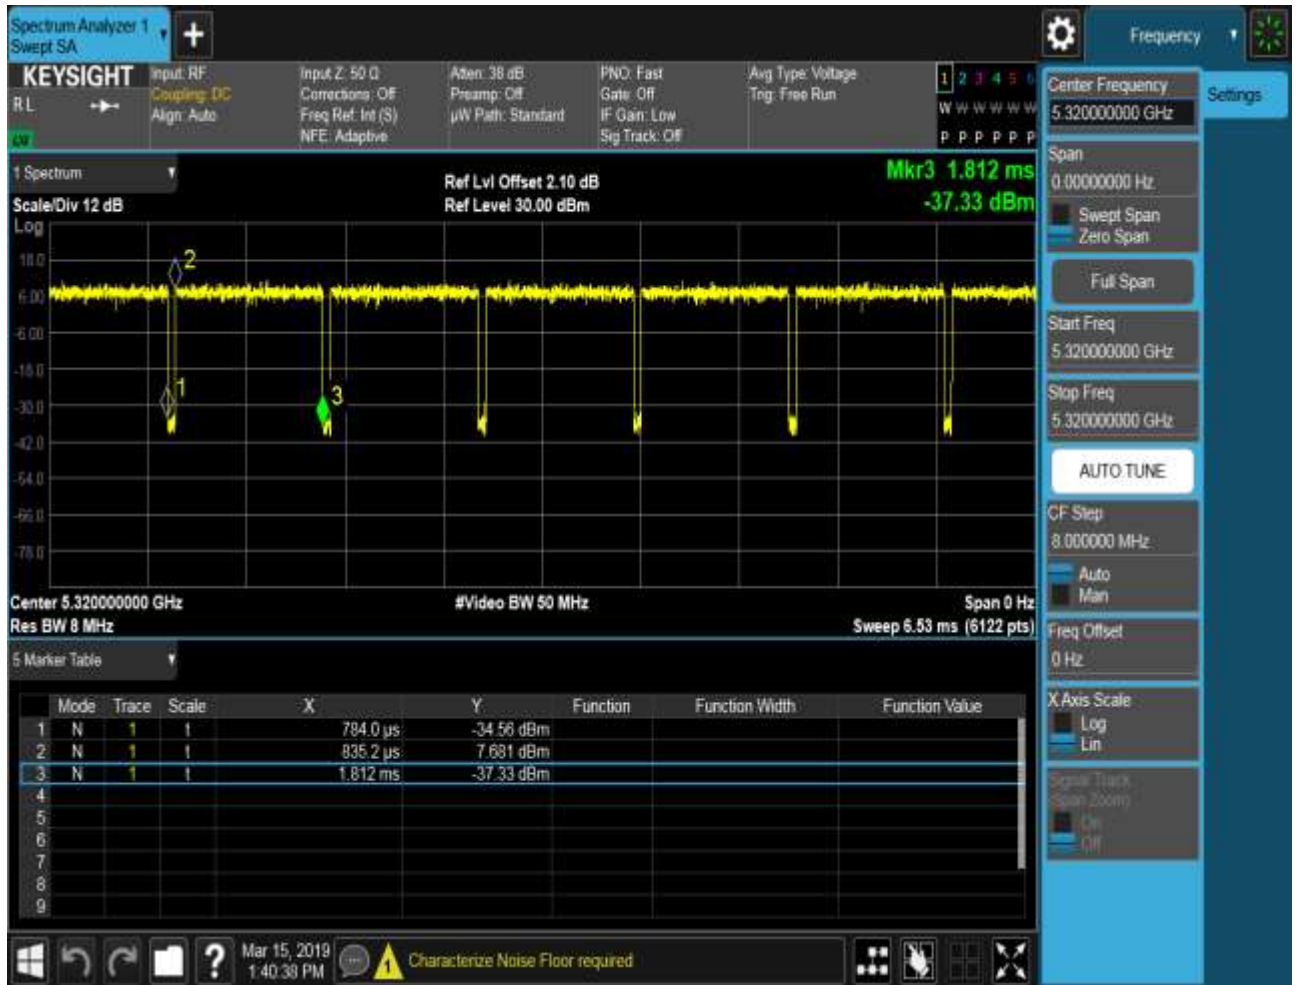 Spectrum Analyzer 1
Swept SA
Frequency
KEYSIGHT
RL
Input: RF
Coupling: DC
Align: Auto
Input Z: 50 Ω
Corrections: Off
Freq Ref: Int (S)
NFE: Adaptive
Atten: 38 dB
Preamp: Off
µW Path: Standard
PNO: Fast
Gate: Off
IF Gain: Low
Sig Track: Off
Avg Type: Voltage
Trig: Free Run
1 2 3 4 5 6
W W W W W W
P P P P P P
1 Spectrum
Scale/Div 12 dB
Ref Lvl Offset 2.10 dB
Ref Level 30.00 dBm
Mkr3 1.812 ms
-37.33 dBm
Log
18.0
6.00
-6.00
-18.0
-30.0
-42.0
-54.0
-66.0
-78.0
2
1
3
Center 5.320000000 GHz
#Video BW 50 MHz
Span 0 Hz
Res BW 8 MHz
Sweep 6.53 ms (6122 pts)
5 Marker Table
Mode Trace Scale X Y Function Function Width Function Value
1 N 1 t 784.0 µs -34.56 dBm
2 N 1 t 835.2 µs 7.681 dBm
3 N 1 t 1.812 ms -37.33 dBm
4
5
6
7
8
9
Mar 15, 2019
1:40:38 PM
1
Characterize Noise Floor required
Center Frequency
5.320000000 GHz
Settings
Span
0.00000000 Hz
Swept Span
Zero Span
Full Span
Start Freq
5.320000000 GHz
Stop Freq
5.320000000 GHz
AUTO TUNE
CF Step
8.000000 MHz
Auto
Man
Freq Offset
0 Hz
X Axis Scale
Log
Lin
Signal Track
(Span Zoom)
On
Off